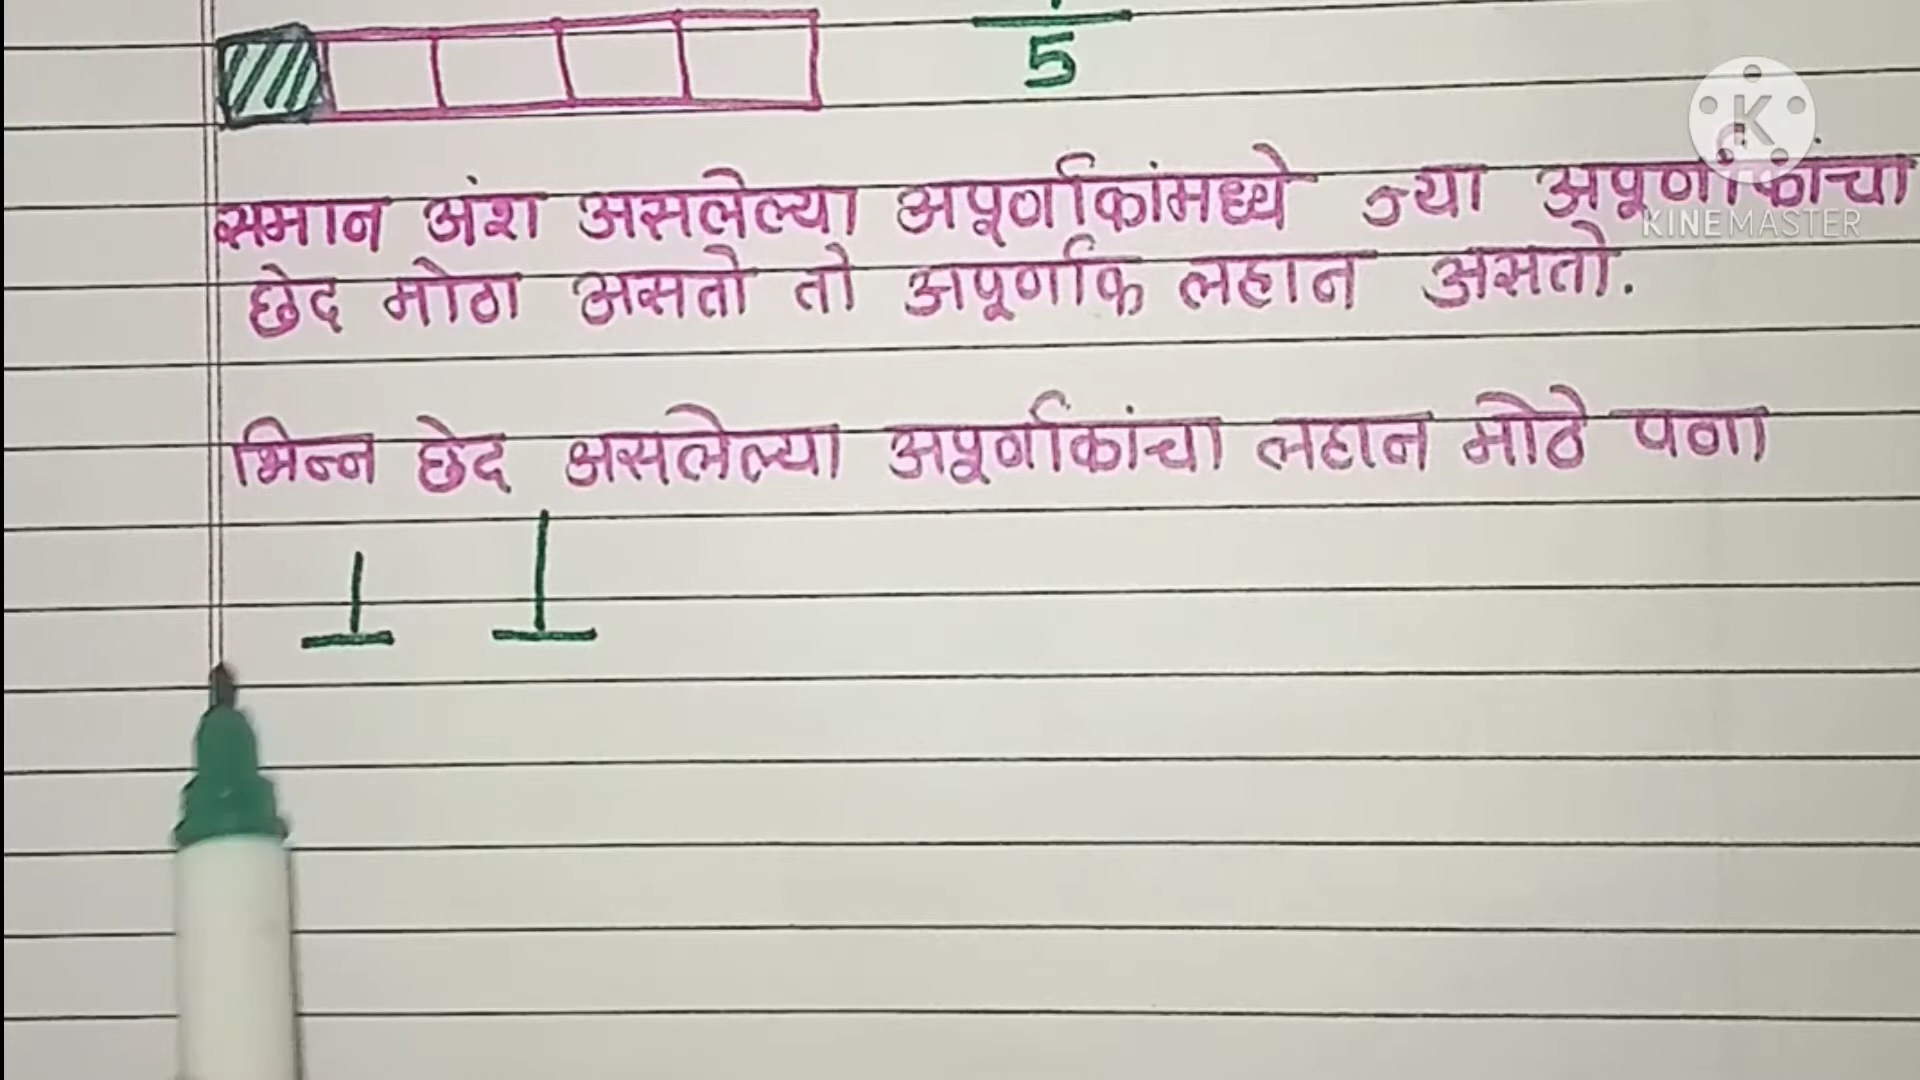 5
समान अंश असलेल्या अपूर्णांकांमध्ये ज्या अपूर्णांकांचा
छेद मोठा असतो तो अपूर्णांक लहान असतो.
भिन्न छेद असलेल्या अपूर्णांकांचा लहान मोठे पणा
1 1
K
KINEMASTER